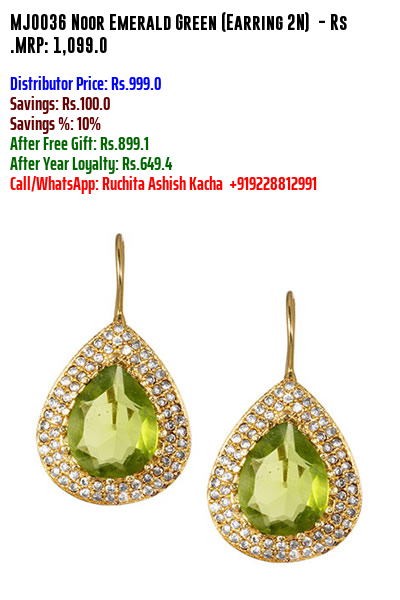 MJ0036 Noor Emerald Green (Earring 2N) - Rs
.MRP: 1,099.0
Distributor Price: Rs.999.0
Savings: Rs.100.0
Savings %: 10%
After Free Gift: Rs.899.1
After Year Loyalty: Rs.649.4
Call/WhatsApp: Ruchita Ashish Kacha +919228812991